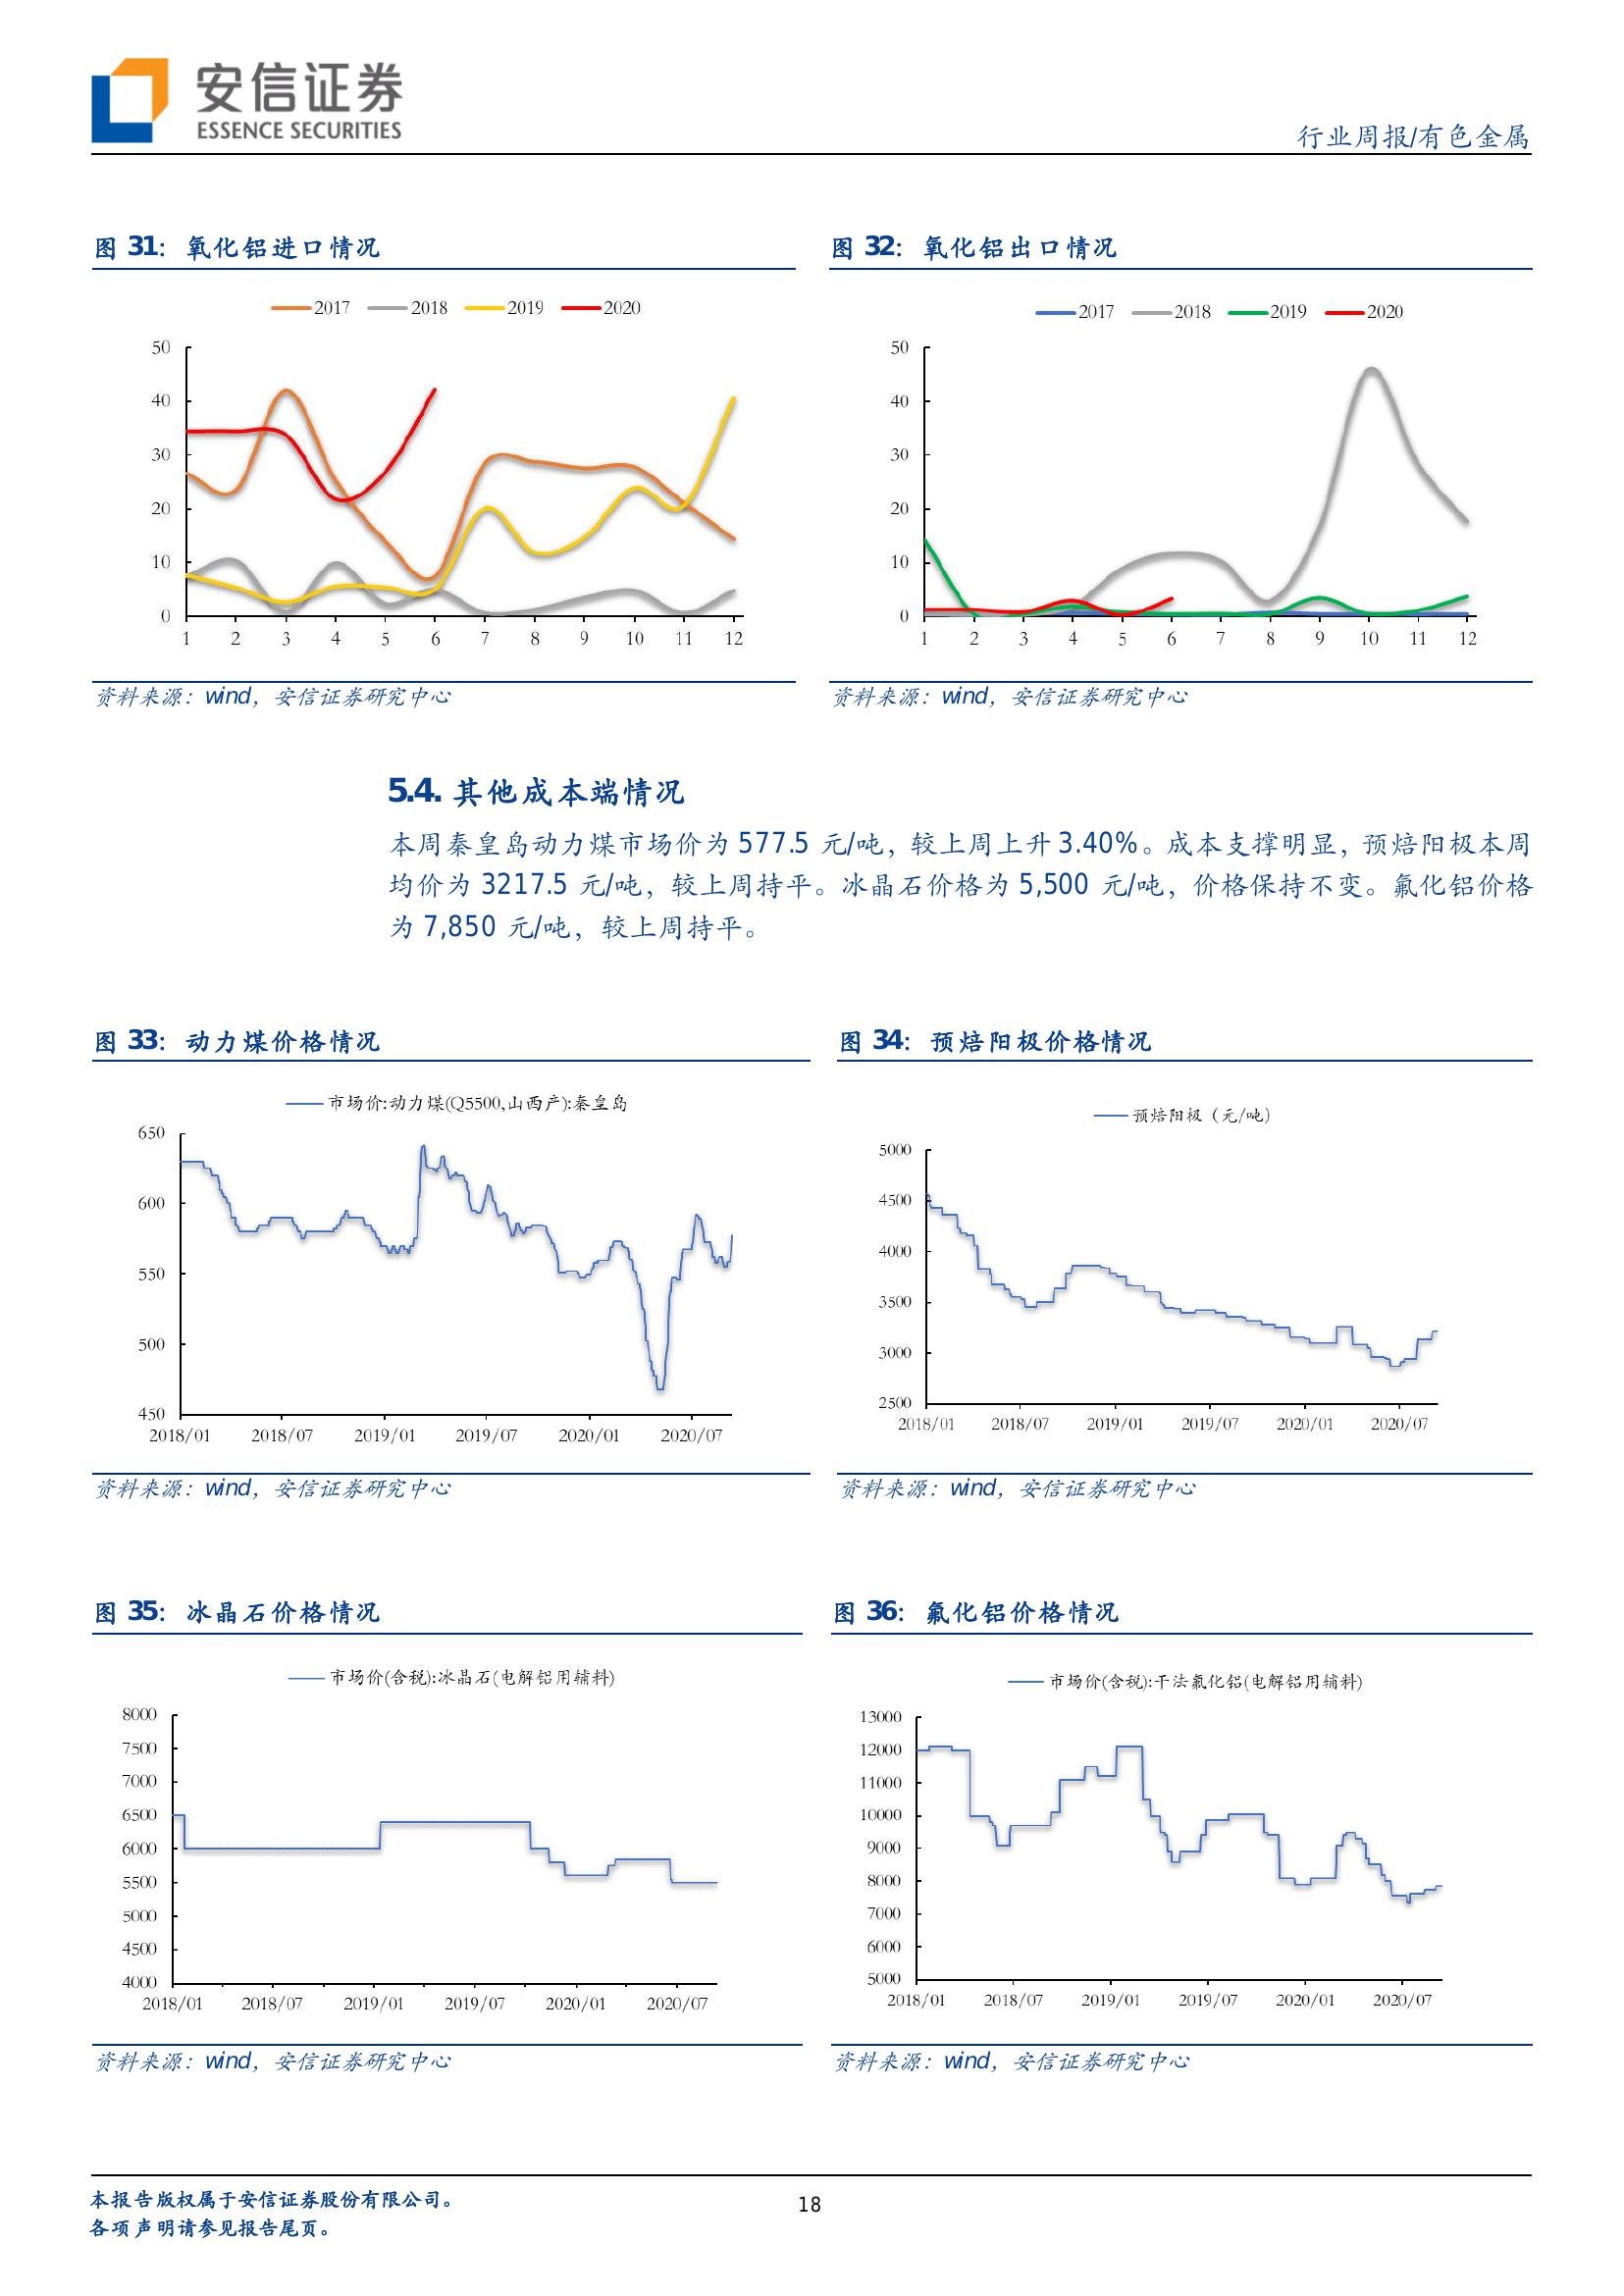 安信证券
ESSENCE SECURITIES
行业周报/有色金属
图 31：氧化铝进口情况
2017 2018 2019 2020
50
40
30
20
10
0
1 2 3 4 5 6 7 8 9 10 11 12
资料来源：wind，安信证券研究中心
图 32：氧化铝出口情况
2017 2018 2019 2020
50
40
30
20
10
0
1 2 3 4 5 6 7 8 9 10 11 12
资料来源：wind，安信证券研究中心
5.4. 其他成本端情况
本周秦皇岛动力煤市场价为 577.5 元/吨，较上周上升 3.40%。成本支撑明显，预焙阳极本周
均价为 3217.5 元/吨，较上周持平。冰晶石价格为 5,500 元/吨，价格保持不变。氟化铝价格
为 7,850 元/吨，较上周持平。
图 33：动力煤价格情况
市场价:动力煤(Q5500,山西产):秦皇岛
650
600
550
500
450
2018/01 2018/07 2019/01 2019/07 2020/01 2020/07
资料来源：wind，安信证券研究中心
图 34：预焙阳极价格情况
预焙阳极（元/吨）
5000
4500
4000
3500
3000
2500
2018/01 2018/07 2019/01 2019/07 2020/01 2020/07
资料来源：wind，安信证券研究中心
图 35：冰晶石价格情况
市场价(含税):冰晶石(电解铝用辅料)
8000
7500
7000
6500
6000
5500
5000
4500
4000
2018/01 2018/07 2019/01 2019/07 2020/01 2020/07
资料来源：wind，安信证券研究中心
图 36：氟化铝价格情况
市场价(含税):干法氟化铝(电解铝用辅料)
13000
12000
11000
10000
9000
8000
7000
6000
5000
2018/01 2018/07 2019/01 2019/07 2020/01 2020/07
资料来源：wind，安信证券研究中心
本报告版权属于安信证券股份有限公司。
各项声明请参见报告尾页。
18